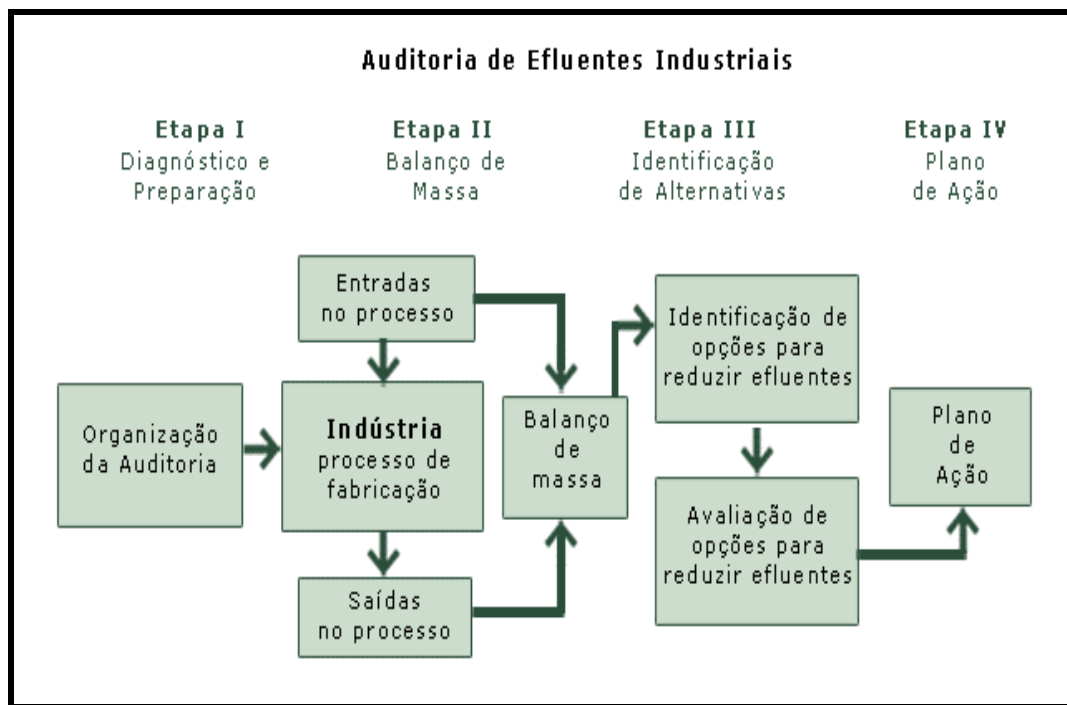 Auditoria de Efluentes Industriais
Etapa I
Diagnóstico e
Preparação
Etapa II
Balanço de
Massa
Etapa III
Identificação
de Alternativas
Etapa IV
Plano
de Ação
Organização
da Auditoria
Entradas
no processo
Indústria
processo de
fabricação
Saídas
no processo
Balanço
de
massa
Identificação de
opções para
reduzir efluentes
Avaliação de
opções para
reduzir efluentes
Plano
de
Ação